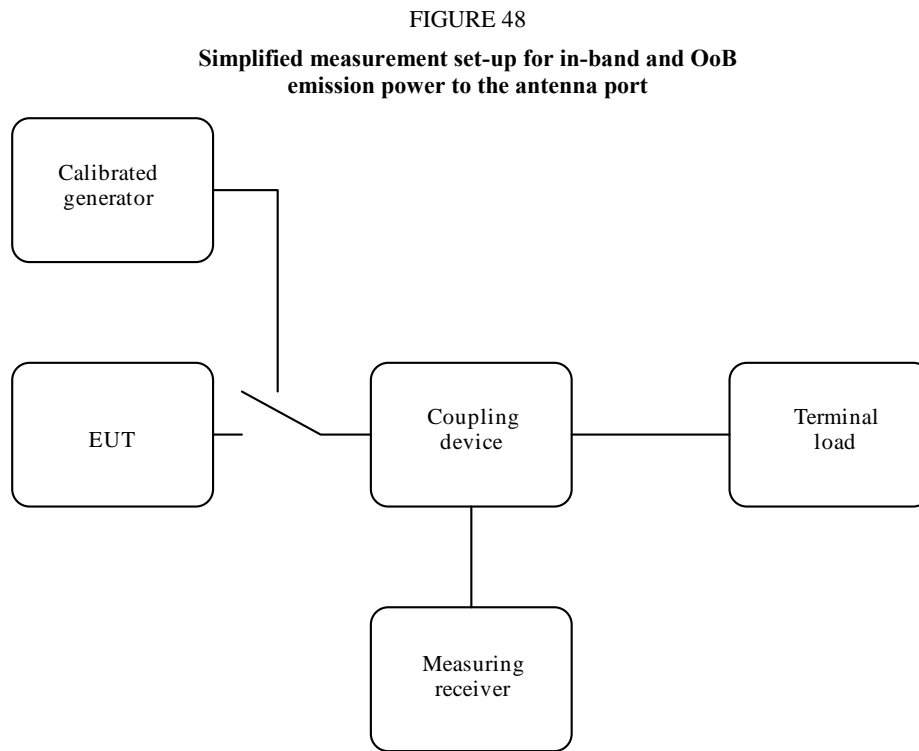 FIGURE 48
Simplified measurement set-up for in-band and OoB
emission power to the antenna port
Calibrated
generator
EUT
Coupling
device
Terminal
load
Measuring
receiver